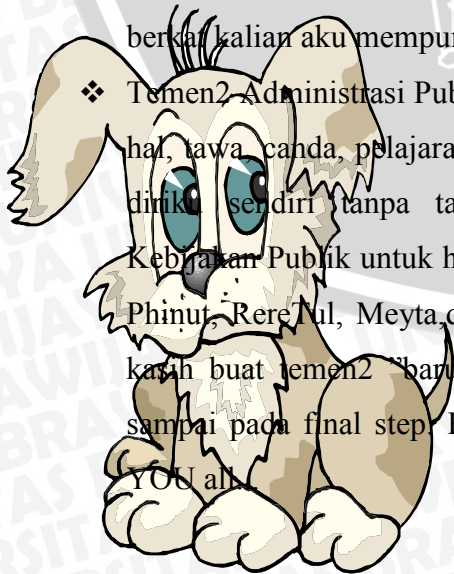 berkat kalian aku mempun
❖ Temen2 Administrasi Pub
hal, tawa, canda, pelajara
diriku sendiri tanpa ta
Kebijakan Publik untuk h
Phinut, RereTul, Meyta,
kasih buat temen2 "baru
sampai pada final step.
YOU all...